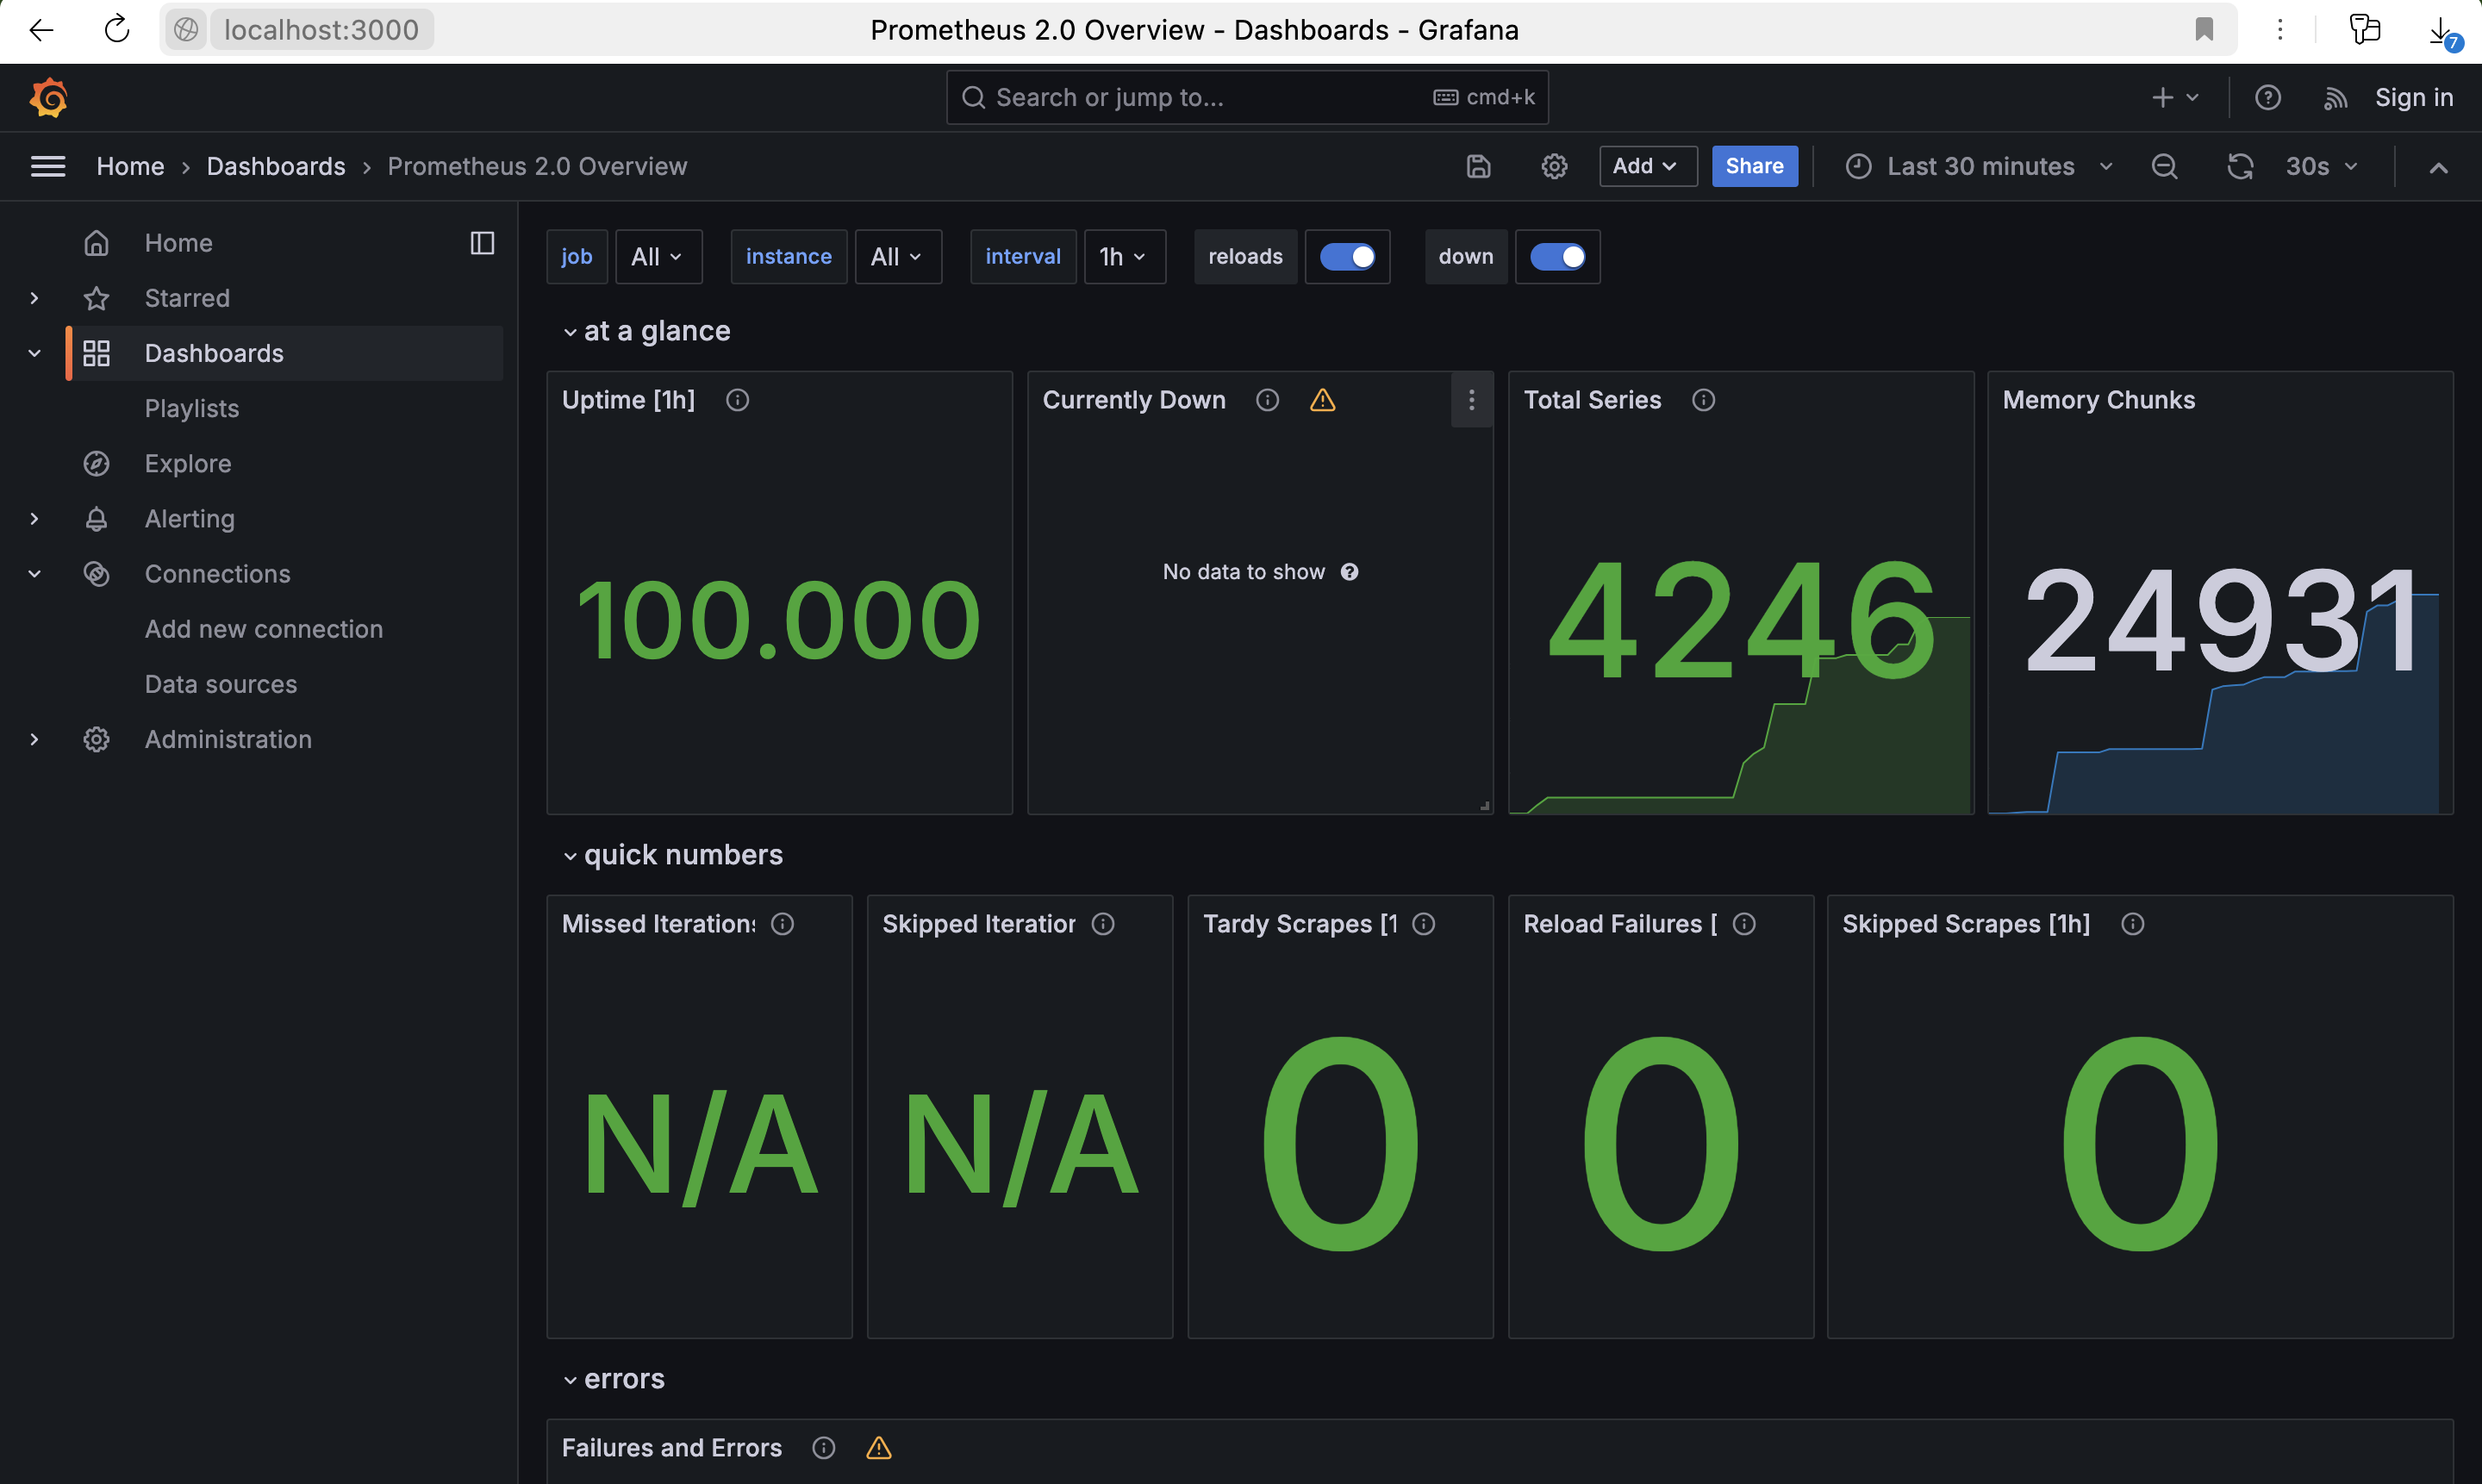 localhost:3000 Prometheus 2.0 Overview - Dashboards - Grafana 7
Search or jump to... cmd+k Sign in
Home › Dashboards › Prometheus 2.0 Overview Add Share Last 30 minutes 30s
Home
Starred
Dashboards
Playlists
Explore
Alerting
Connections
Add new connection
Data sources
Administration
job All instance All interval 1h reloads down
at a glance
Uptime [1h] Currently Down Total Series Memory Chunks
No data to show
100.000 4246 24931
quick numbers
Missed Iterations Skipped Iteration Tardy Scrapes [1 Reload Failures [ Skipped Scrapes [1h]
N/A N/A 0 0 0
errors
Failures and Errors